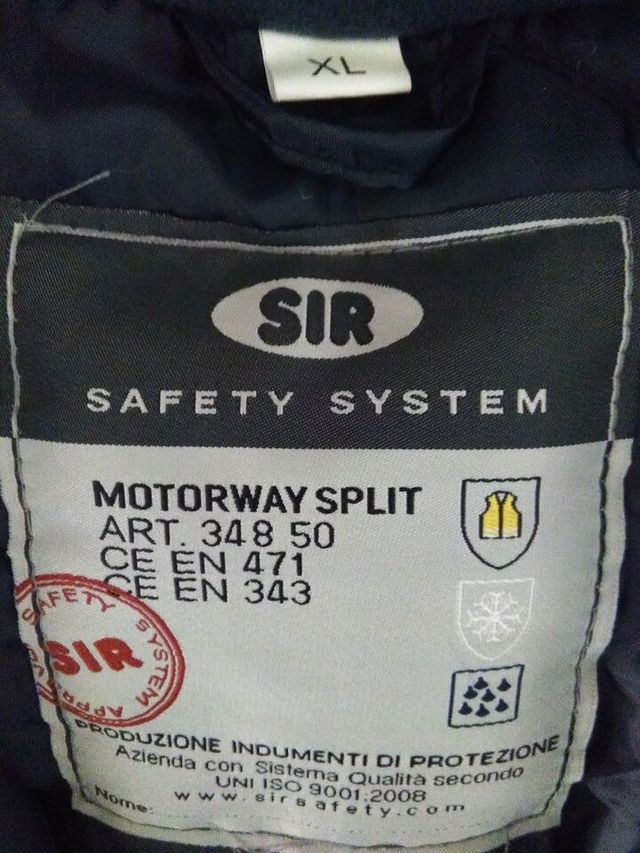 XL
SIR
SAFETY SYSTEM
MOTORWAY SPLIT
ART. 348 50
CE EN 471
CE EN 343
SAFETY SYSTEM APPROV
SIR
PRODUZIONE INDUMENTI DI PROTEZIONE
Azienda con Sistema Qualità secondo
UNI ISO 9001:2008
Nome:
www.sirsafety.com